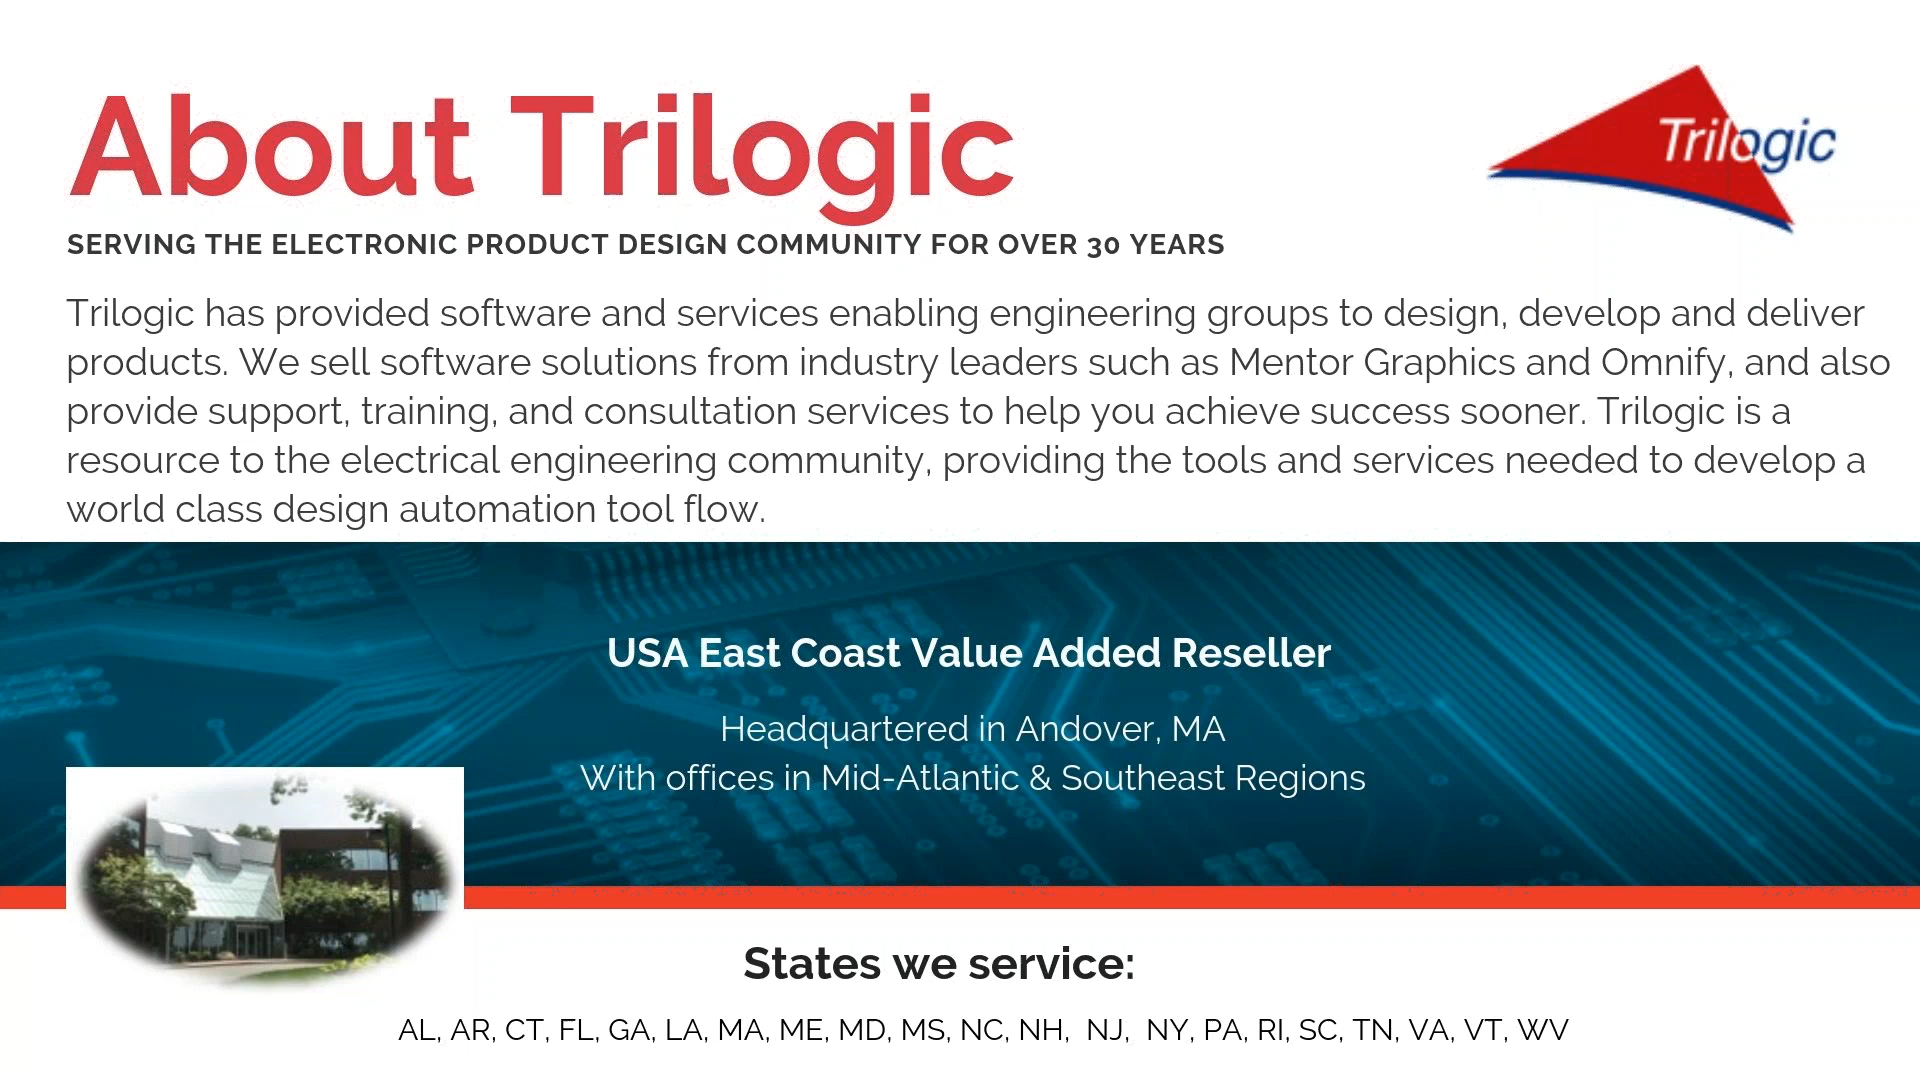 About Trilogic
Trilogic
SERVING THE ELECTRONIC PRODUCT DESIGN COMMUNITY FOR OVER 30 YEARS
Trilogic has provided software and services enabling engineering groups to design, develop and deliver
products. We sell software solutions from industry leaders such as Mentor Graphics and Omnify, and also
provide support, training, and consultation services to help you achieve success sooner. Trilogic is a
resource to the electrical engineering community, providing the tools and services needed to develop a
world class design automation tool flow.
USA East Coast Value Added Reseller
Headquartered in Andover, MA
With offices in Mid-Atlantic & Southeast Regions
States we service:
AL, AR, CT, FL, GA, LA, MA, ME, MD, MS, NC, NH, NJ, NY, PA, RI, SC, TN, VA, VT, WV